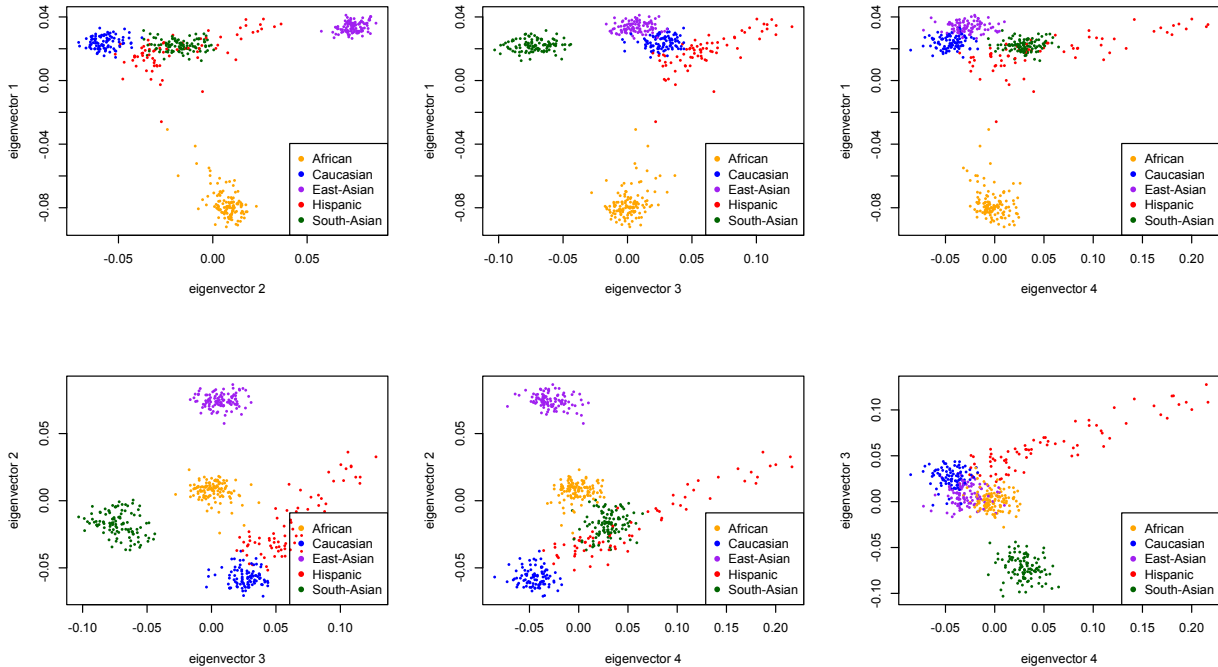 eigenvector 1
0.04
0.00
-0.04
-0.08
African
Caucasian
East-Asian
Hispanic
South-Asian
-0.05 0.00 0.05
eigenvector 2
eigenvector 1
0.04
0.00
-0.04
-0.08
African
Caucasian
East-Asian
Hispanic
South-Asian
-0.10 -0.05 0.00 0.05 0.10
eigenvector 3
eigenvector 1
0.04
0.00
-0.04
-0.08
African
Caucasian
East-Asian
Hispanic
South-Asian
-0.05 0.00 0.05 0.10 0.15 0.20
eigenvector 4
eigenvector 2
0.05
-0.05
African
Caucasian
East-Asian
Hispanic
South-Asian
-0.10 -0.05 0.00 0.05 0.10
eigenvector 3
eigenvector 2
0.05
-0.05
African
Caucasian
East-Asian
Hispanic
South-Asian
-0.05 0.00 0.05 0.10 0.15 0.20
eigenvector 4
eigenvector 3
0.10
0.05
0.00
-0.05
-0.10
African
Caucasian
East-Asian
Hispanic
South-Asian
-0.05 0.00 0.05 0.10 0.15 0.20
eigenvector 4